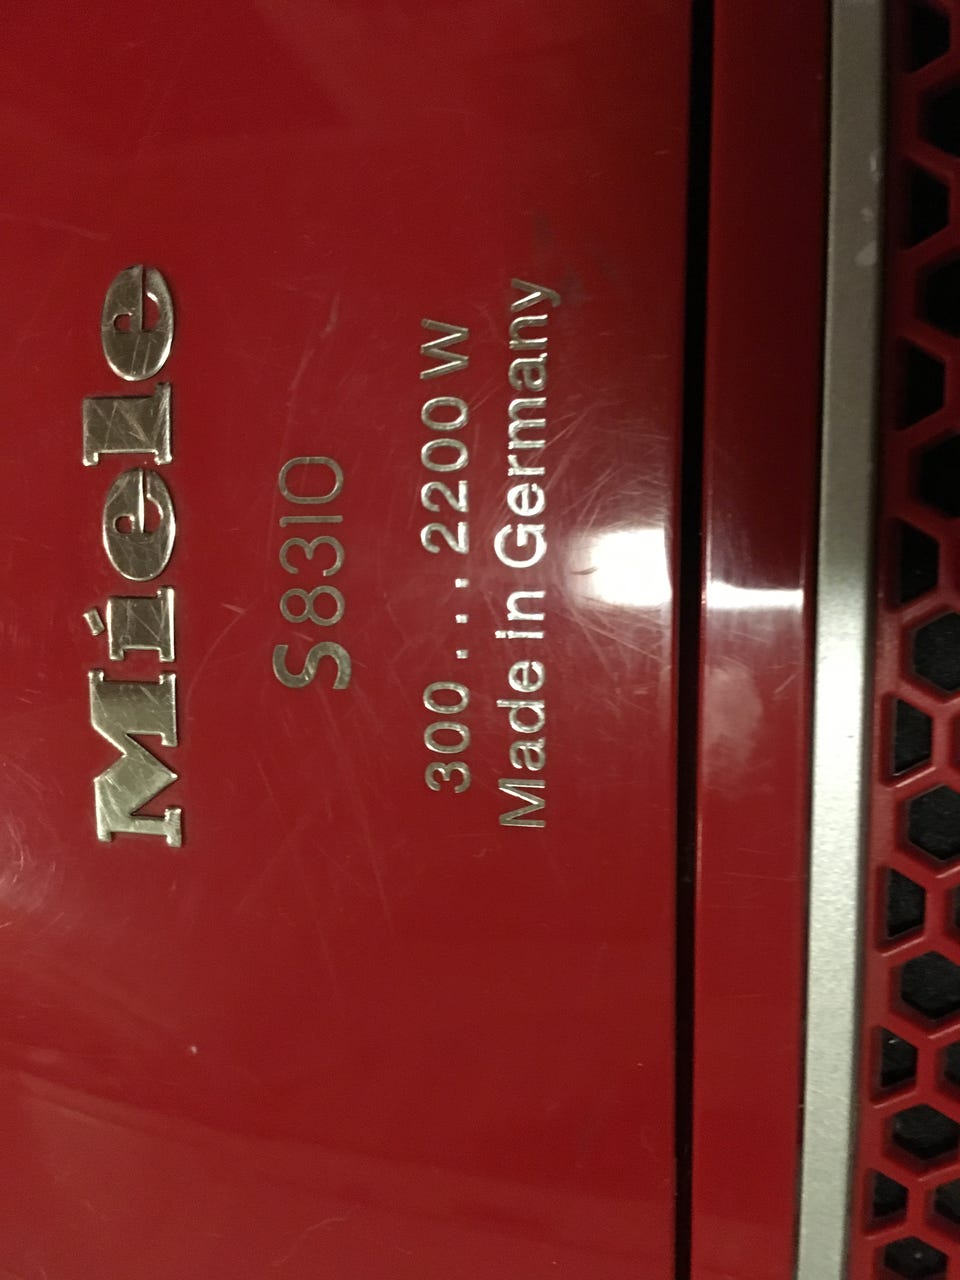 Miele
S8310
300...2200 W
Made in Germany